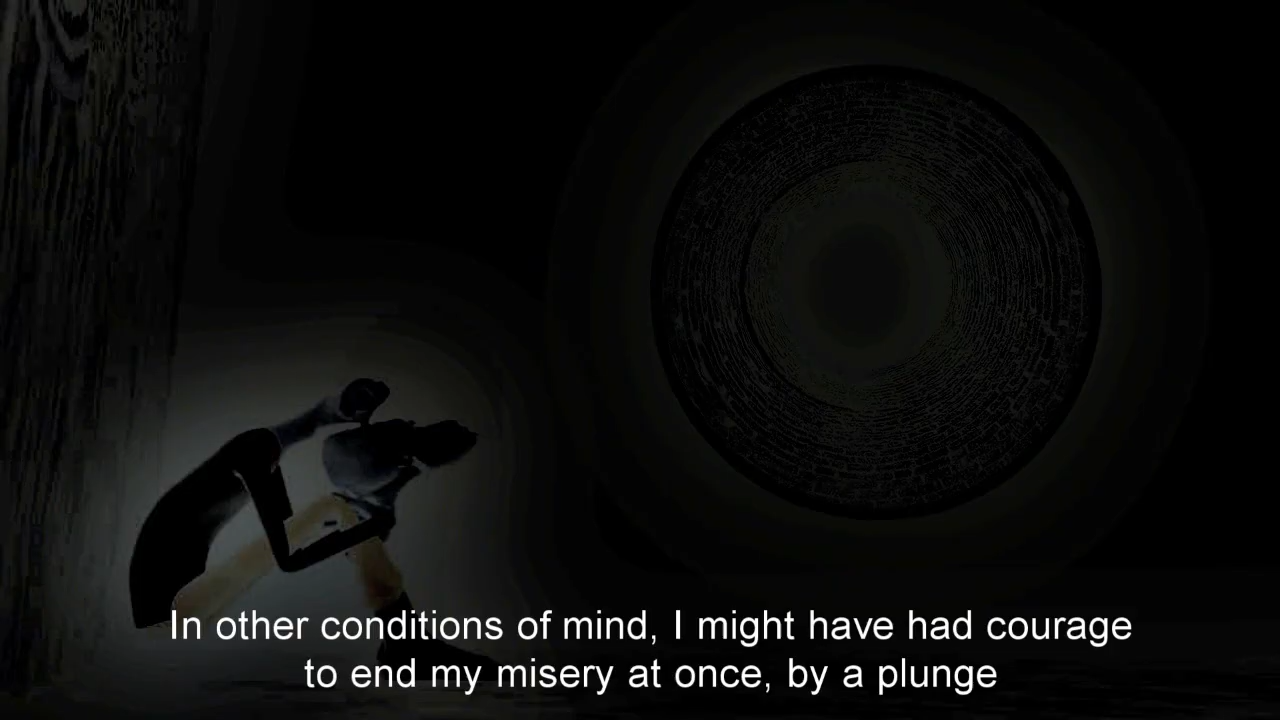 In other conditions of mind, I might have had courage
to end my misery at once, by a plunge